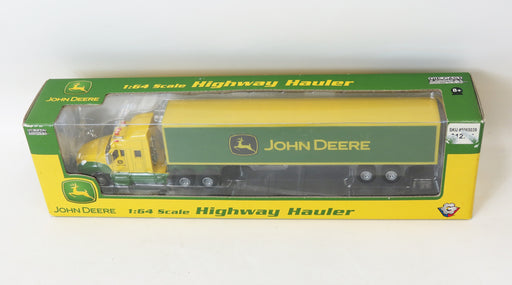 JOHN DEERE
1:64 Scale Highway Hauler
8+
JOHN DEERE
JOHN DEERE 1:64 Scale Highway Hauler